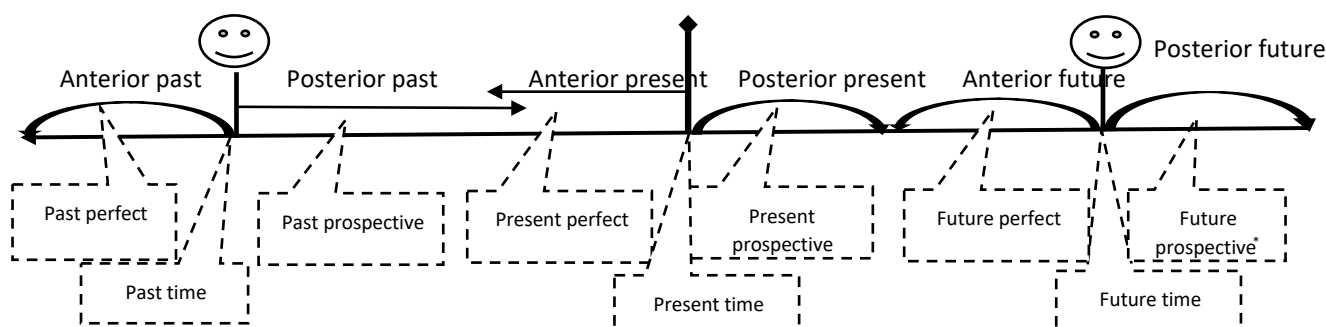 Posterior future
Anterior past
Posterior past
Anterior present
Posterior present
Anterior future
Past perfect
Past prospective
Present perfect
Present
prospective
Future perfect
Future
prospective*
Past time
Present time
Future time